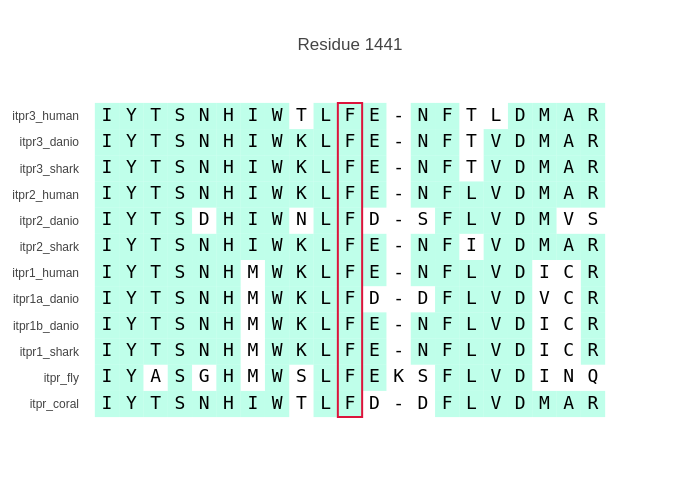 Residue 1441
itpr3_human I Y T S N H I W T L F E - N F T L D M A R
itpr3_danio I Y T S N H I W K L F E - N F T V D M A R
itpr3_shark I Y T S N H I W K L F E - N F T V D M A R
itpr2_human I Y T S N H I W K L F E - N F L V D M A R
itpr2_danio I Y T S D H I W N L F D - S F L V D M V S
itpr2_shark I Y T S N H I W K L F E - N F I V D M A R
itpr1_human I Y T S N H M W K L F E - N F L V D I C R
itpr1a_danio I Y T S N H M W K L F D - D F L V D V C R
itpr1b_danio I Y T S N H M W K L F E - N F L V D I C R
itpr1_shark I Y T S N H M W K L F E - N F L V D I C R
itpr_fly I Y A S G H M W S L F E K S F L V D I N Q
itpr_coral I Y T S N H I W T L F D - D F L V D M A R